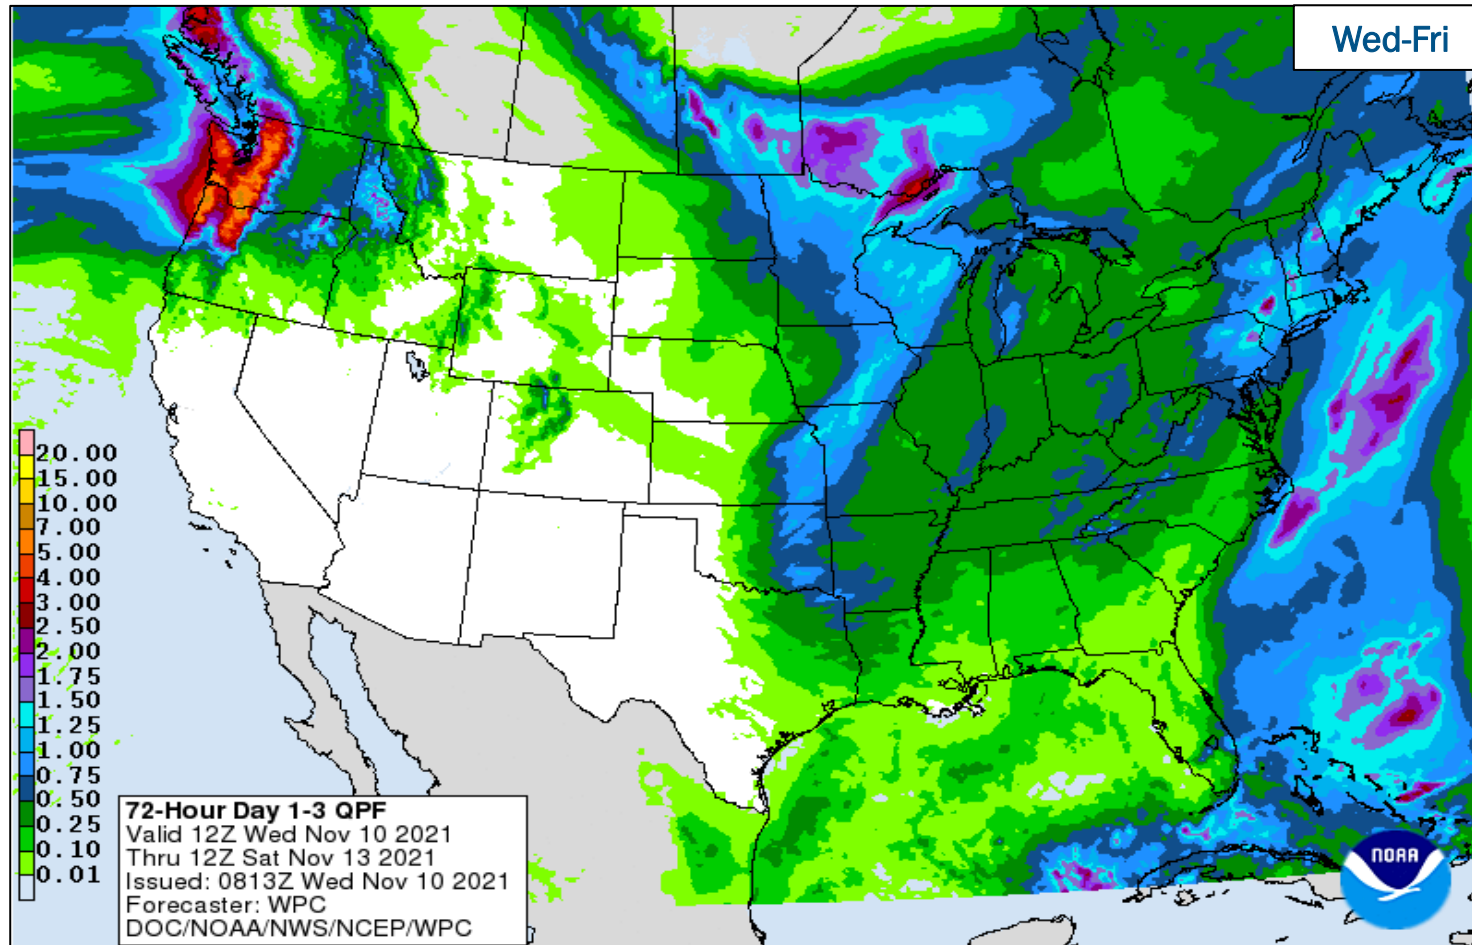 Wed-Fri
20.00
15.00
10.00
7.00
5.00
4.00
3.00
2.50
2.00
1.75
1.50
1.25
1.00
0.75
0.50
0.25
0.10
0.01
72-Hour Day 1-3 QPF
Valid 12Z Wed Nov 10 2021
Thru 12Z Sat Nov 13 2021
Issued: 0813Z Wed Nov 10 2021
Forecaster: WPC
DOC/NOAA/NWS/NCEP/WPC
NOAA